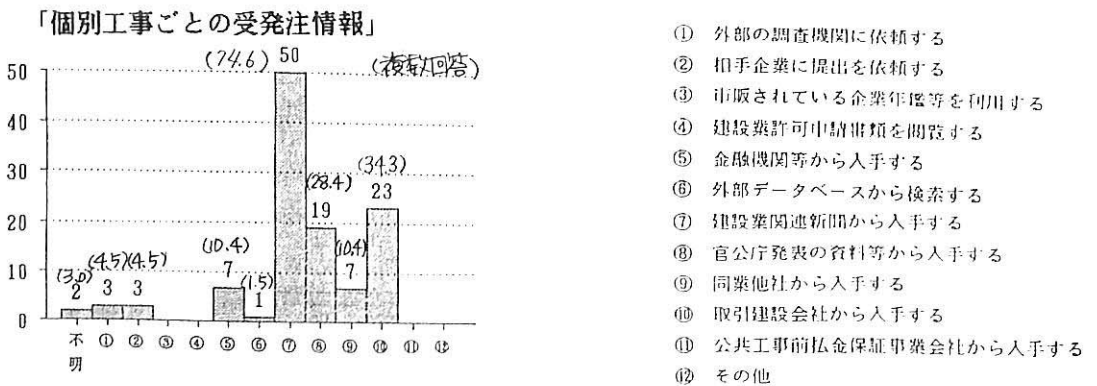 「個別工事ごとの受発注情報」
(74.6) 50 (複数回答)
50
40
30
20
10
0
(3.0)
2
(4.5)
3
(4.5)
3
(10.4)
7
(1.5)
1
(28.4)
19
(10.4)
7
(34.3)
23
不明 ① ② ③ ④ ⑤ ⑥ ⑦ ⑧ ⑨ ⑩ ⑪ ⑫
① 外部の調査機関に依頼する
② 相手企業に提出を依頼する
③ 市販されている企業年鑑等を利用する
④ 建設業許可申請書類を閲覧する
⑤ 金融機関等から入手する
⑥ 外部データベースから検索する
⑦ 建設業関連新聞から入手する
⑧ 官公庁発表の資料等から入手する
⑨ 同業他社から入手する
⑩ 取引建設会社から入手する
⑪ 公共工事前払金保証事業会社から入手する
⑫ その他